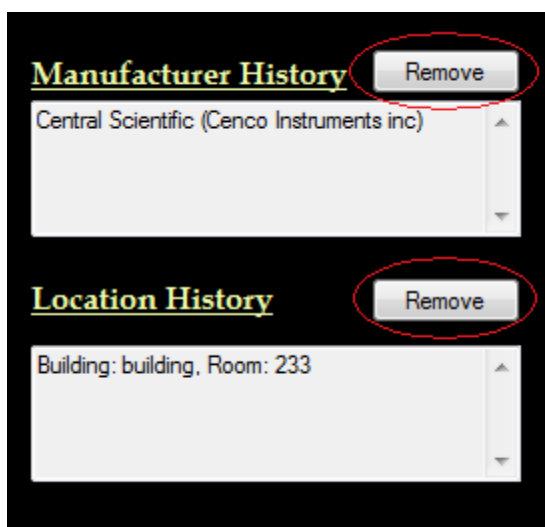 Manufacturer History
Remove
Central Scientific (Cenco Instruments inc)
Location History
Remove
Building: building, Room: 233